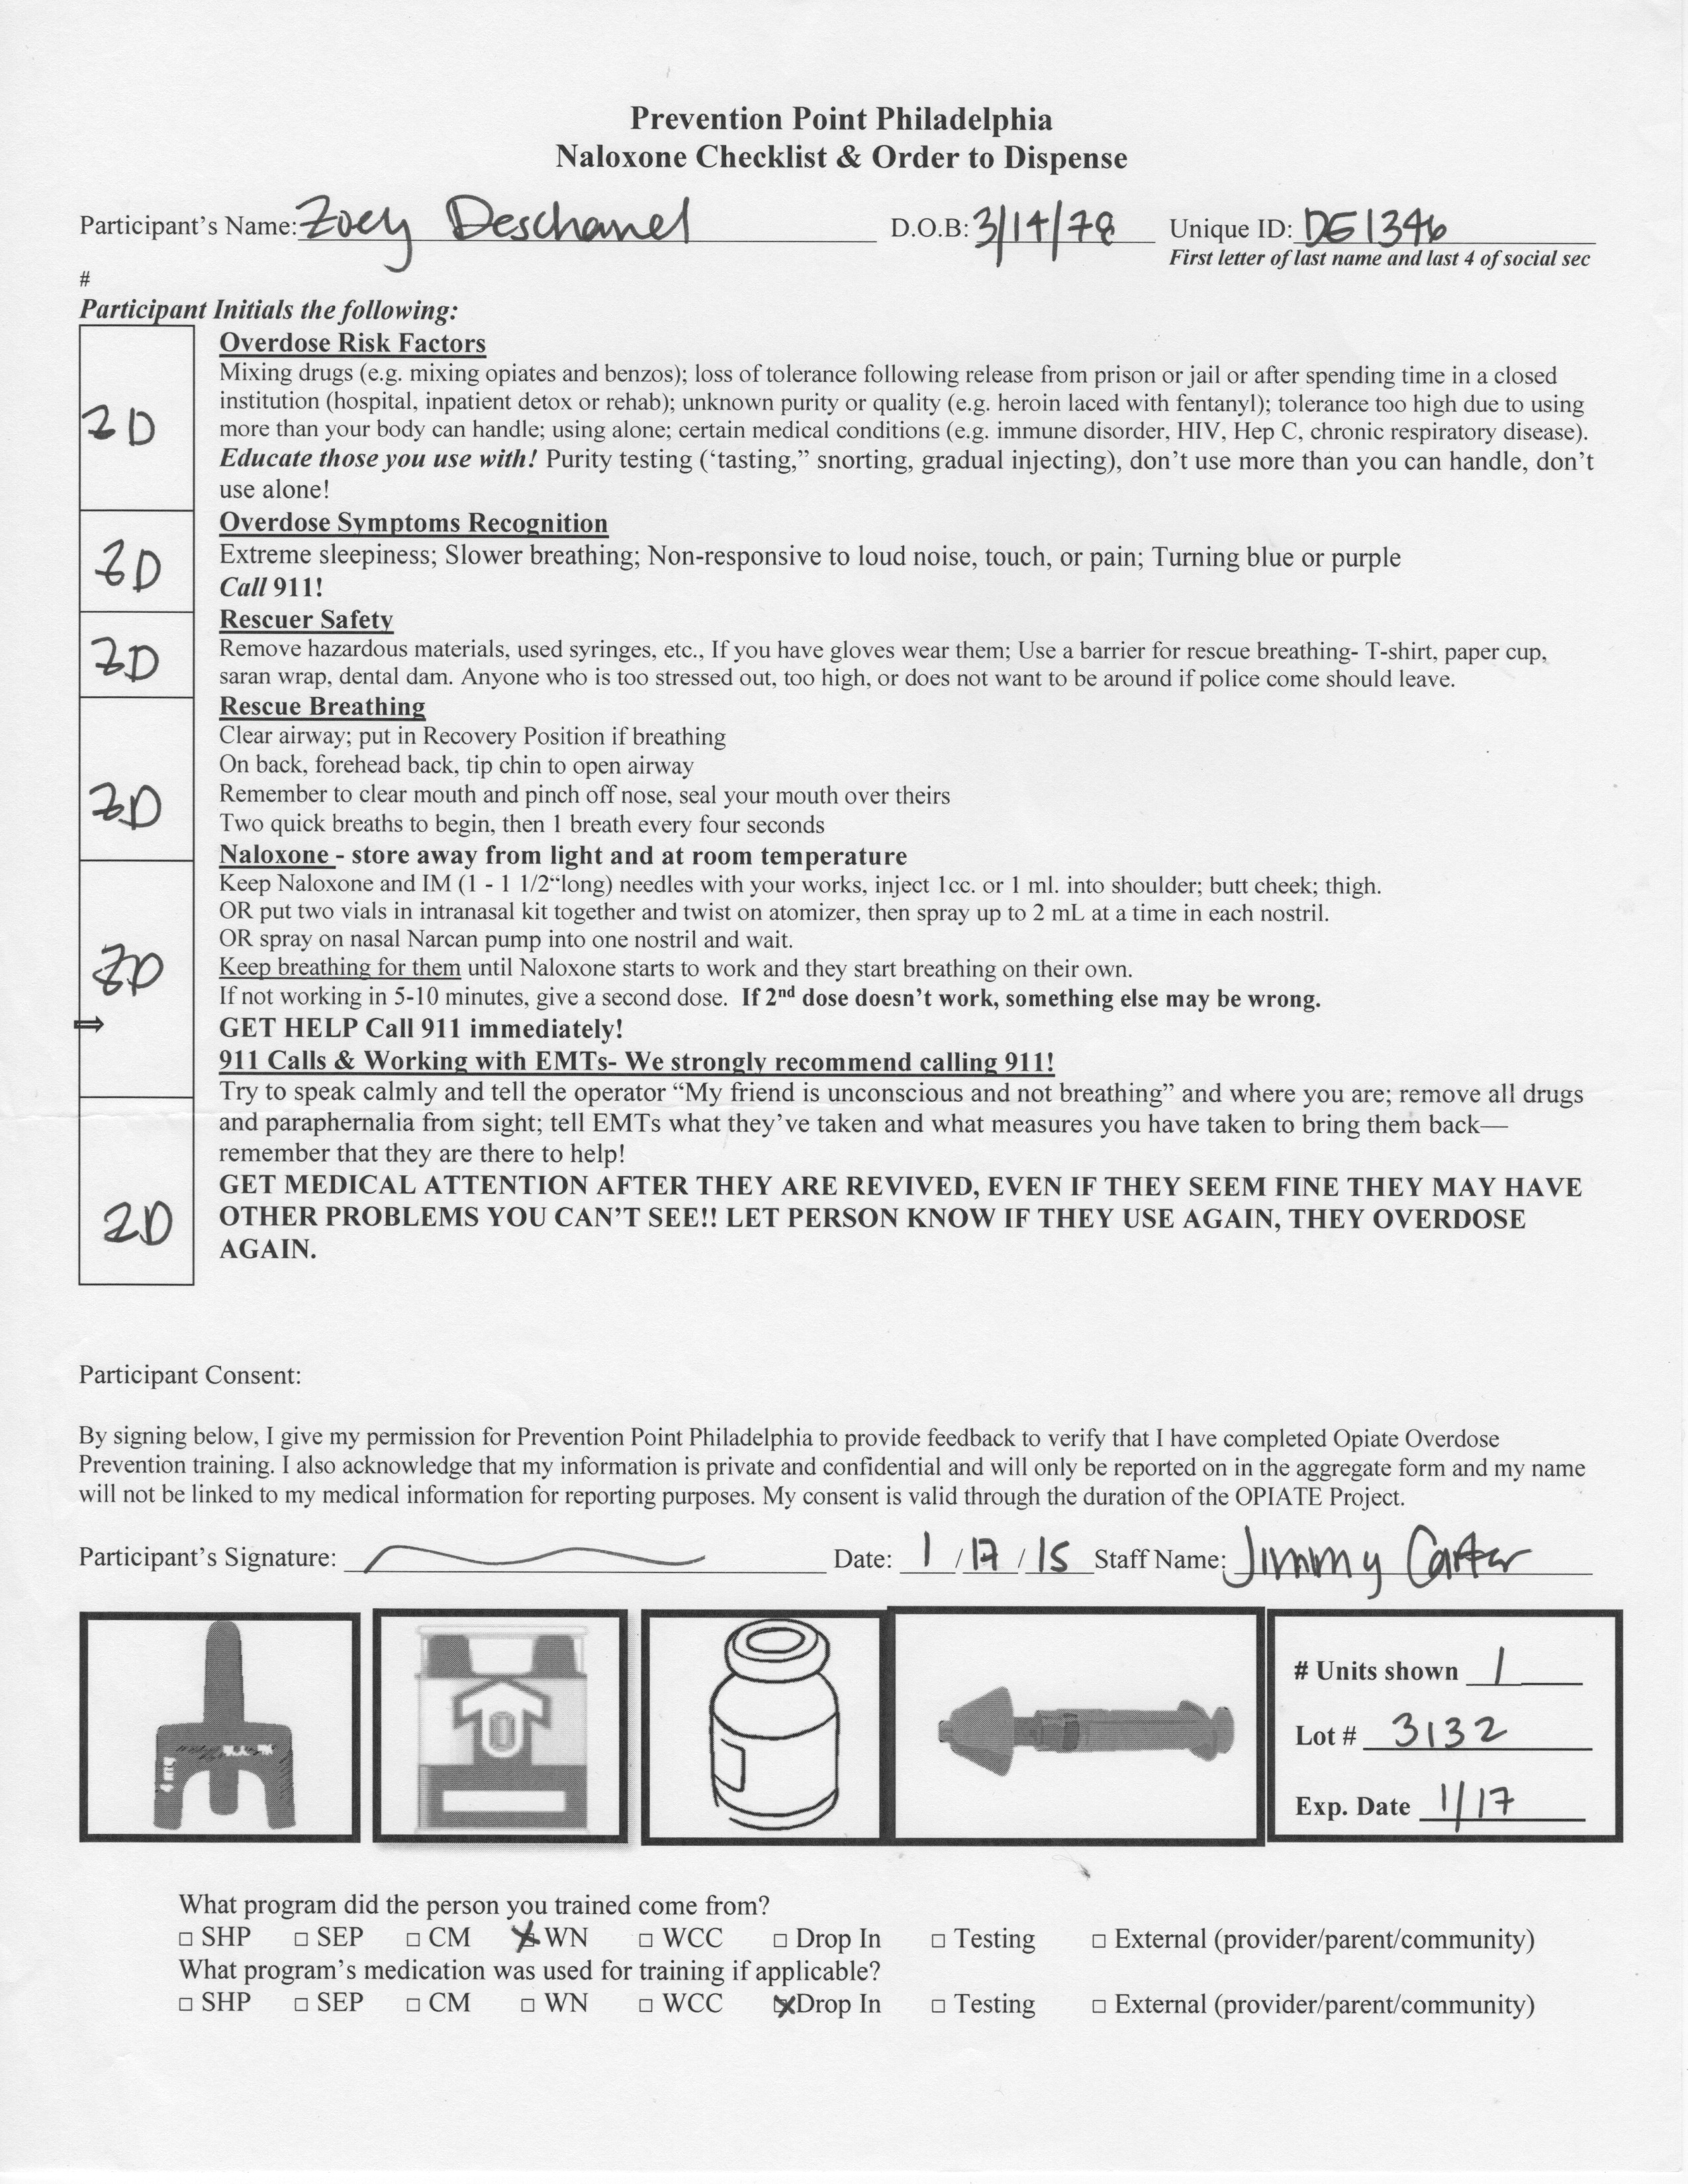 Prevention Point Philadelphia
Naloxone Checklist & Order to Dispense
Participant's Name: Zoey Deschanel D.O.B: 3/14/78 Unique ID: DE1346
First letter of last name and last 4 of social sec
#
Participant Initials the following:
Overdose Risk Factors
Mixing drugs (e.g. mixing opiates and benzos); loss of tolerance following release from prison or jail or after spending time in a closed
institution (hospital, inpatient detox or rehab); unknown purity or quality (e.g. heroin laced with fentanyl); tolerance too high due to using
ZD more than your body can handle; using alone; certain medical conditions (e.g. immune disorder, HIV, Hep C, chronic respiratory disease).
Educate those you use with! Purity testing (‘tasting,” snorting, gradual injecting), don't use more than you can handle, don't
use alone!
Overdose Symptoms Recognition
ZD Extreme sleepiness; Slower breathing; Non-responsive to loud noise, touch, or pain; Turning blue or purple
Call 911!
Rescuer Safety
ZD Remove hazardous materials, used syringes, etc., If you have gloves wear them; Use a barrier for rescue breathing- T-shirt, paper cup,
saran wrap, dental dam. Anyone who is too stressed out, too high, or does not want to be around if police come should leave.
Rescue Breathing
Clear airway; put in Recovery Position if breathing
On back, forehead back, tip chin to open airway
ZD Remember to clear mouth and pinch off nose, seal your mouth over theirs
Two quick breaths to begin, then 1 breath every four seconds
Naloxone - store away from light and at room temperature
Keep Naloxone and IM (1 - 1 1/2“long) needles with your works, inject 1cc. or 1 ml. into shoulder; butt cheek; thigh.
OR put two vials in intranasal kit together and twist on atomizer, then spray up to 2 mL at a time in each nostril.
OR spray on nasal Narcan pump into one nostril and wait.
ZD Keep breathing for them until Naloxone starts to work and they start breathing on their own.
If not working in 5-10 minutes, give a second dose. If 2nd dose doesn't work, something else may be wrong.
⇒ GET HELP Call 911 immediately!
911 Calls & Working with EMTs- We strongly recommend calling 911!
Try to speak calmly and tell the operator “My friend is unconscious and not breathing” and where you are; remove all drugs
and paraphernalia from sight; tell EMTs what they've taken and what measures you have taken to bring them back—
remember that they are there to help!
GET MEDICAL ATTENTION AFTER THEY ARE REVIVED, EVEN IF THEY SEEM FINE THEY MAY HAVE
ZD OTHER PROBLEMS YOU CAN'T SEE!! LET PERSON KNOW IF THEY USE AGAIN, THEY OVERDOSE
AGAIN.
Participant Consent:
By signing below, I give my permission for Prevention Point Philadelphia to provide feedback to verify that I have completed Opiate Overdose
Prevention training. I also acknowledge that my information is private and confidential and will only be reported on in the aggregate form and my name
will not be linked to my medical information for reporting purposes. My consent is valid through the duration of the OPIATE Project.
Participant's Signature: Date: 1/17/15 Staff Name: Jimmy Carter
# Units shown 1
Lot # 3132
Exp. Date 1/17
What program did the person you trained come from?
□ SHP □ SEP □ CM ☒ WN □ WCC □ Drop In □ Testing □ External (provider/parent/community)
What program's medication was used for training if applicable?
□ SHP □ SEP □ CM □ WN □ WCC ☒ Drop In □ Testing □ External (provider/parent/community)